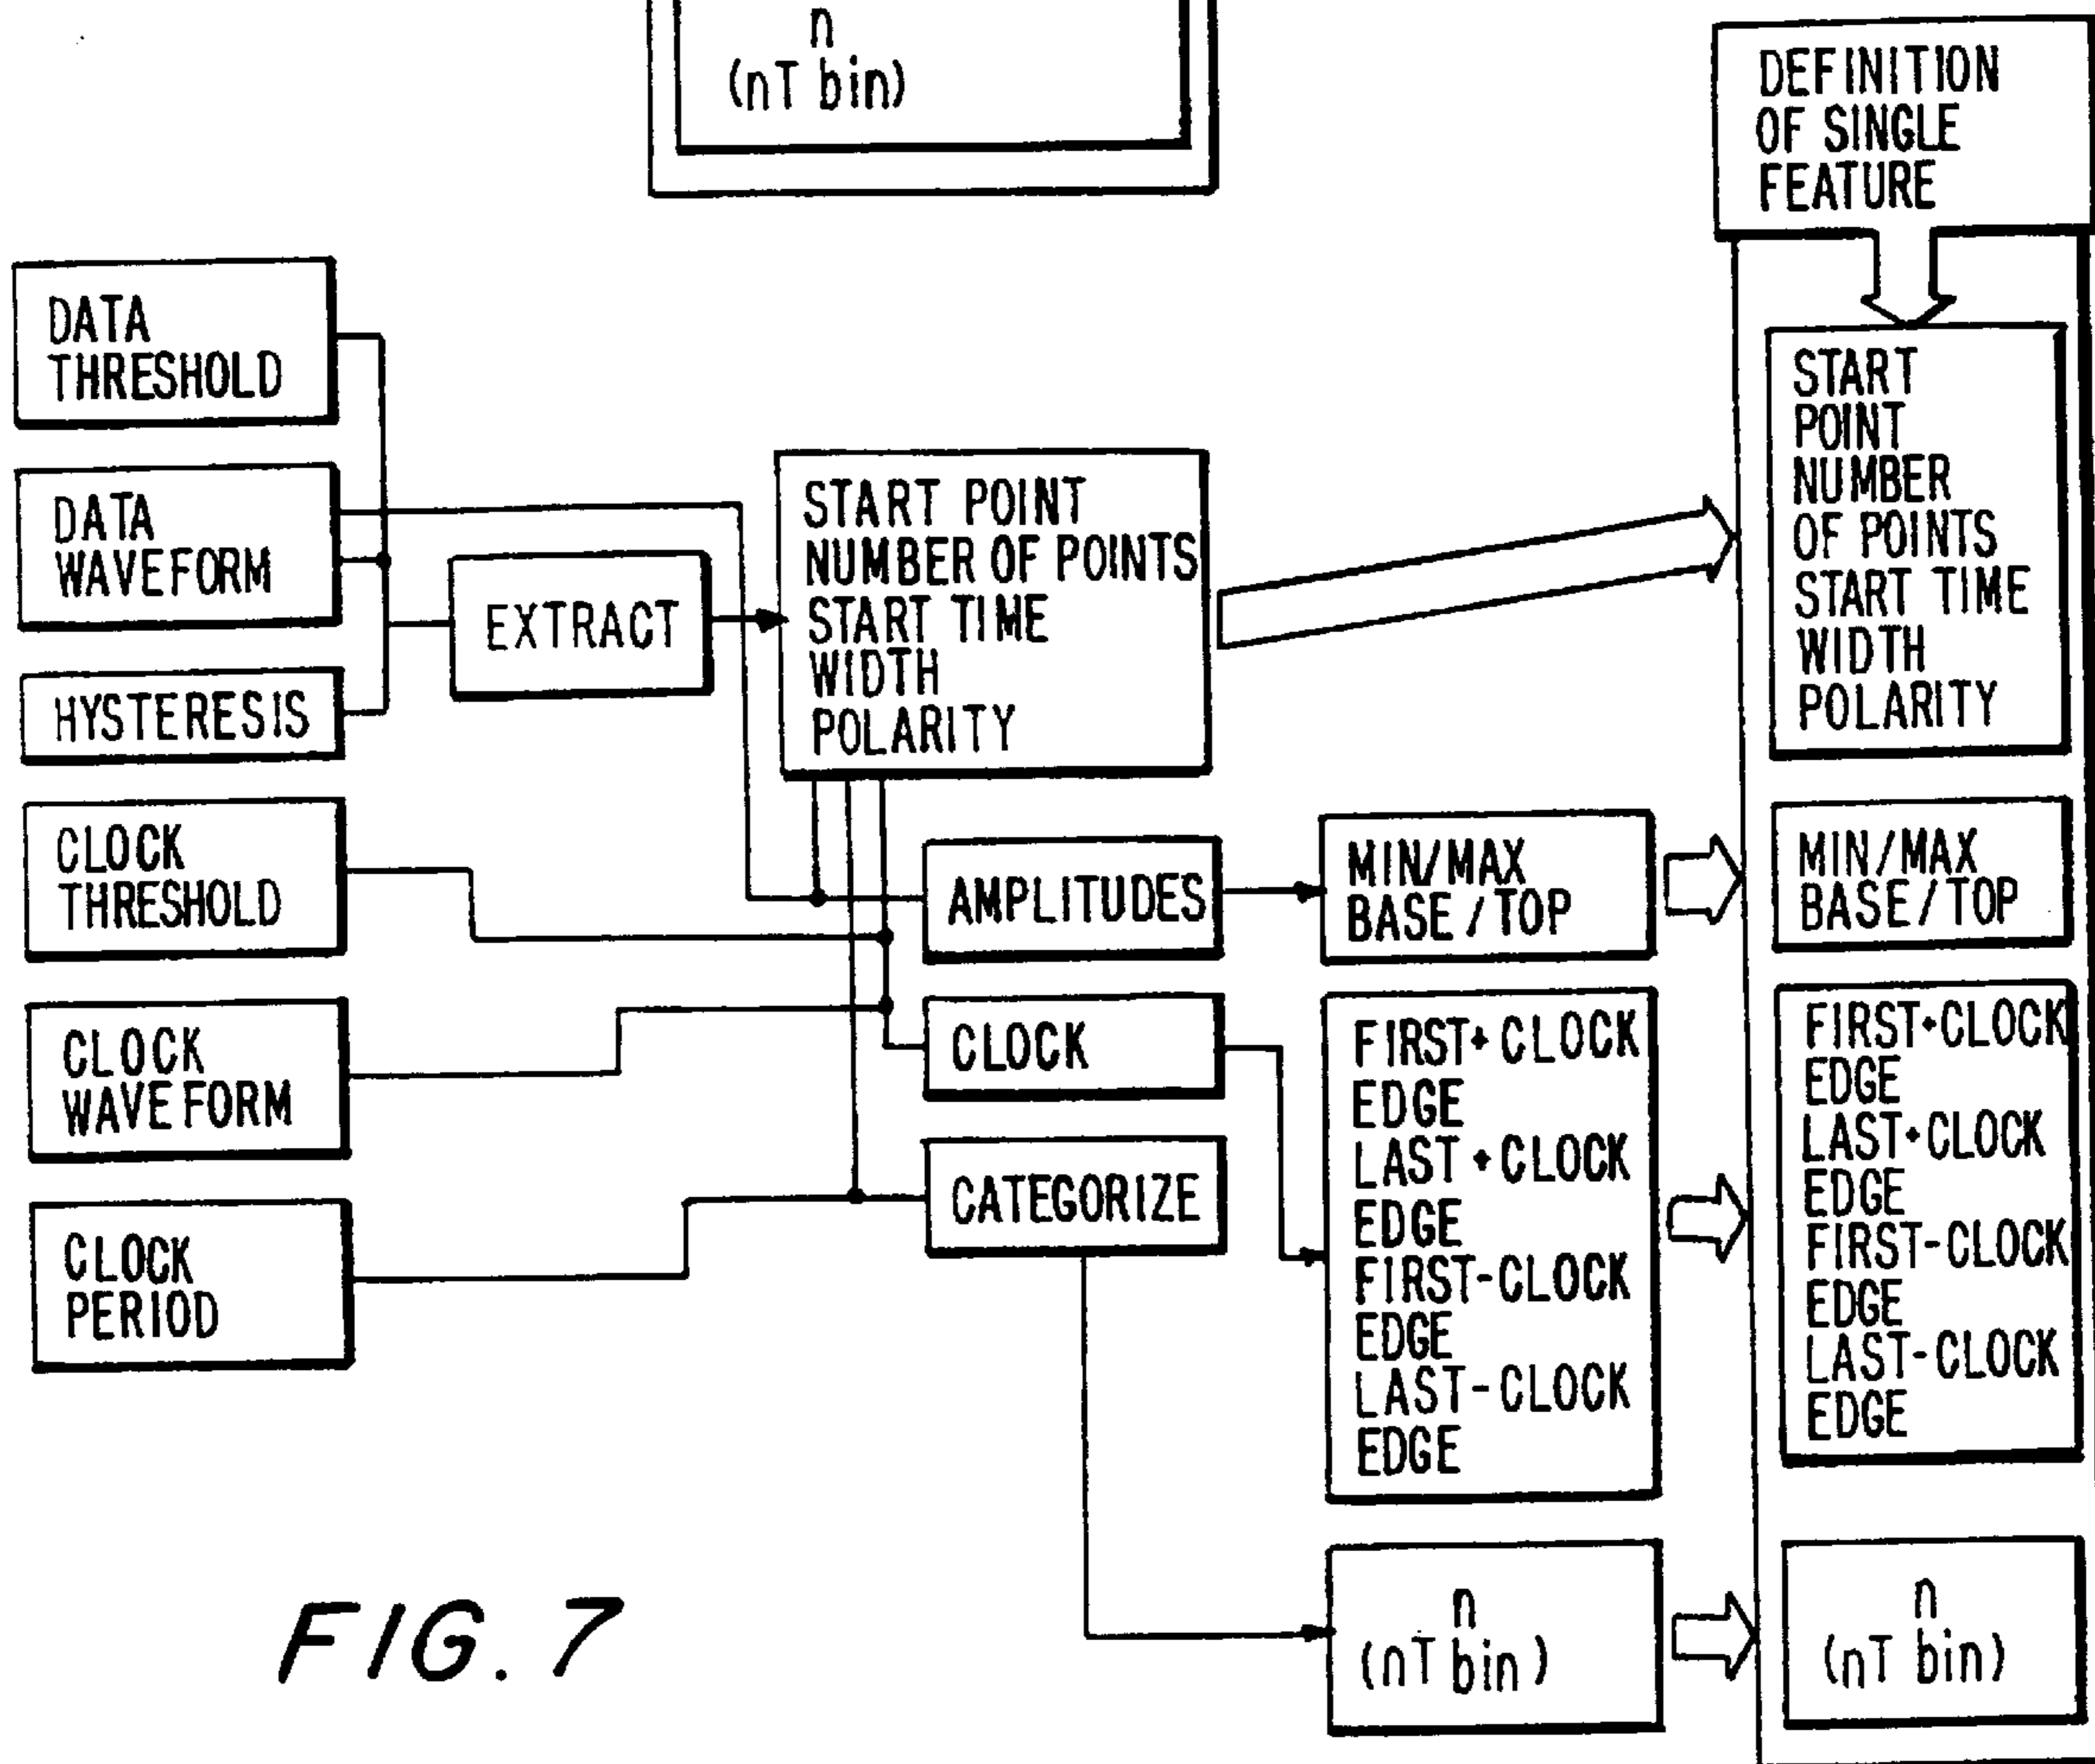 n
(nT bin)
DEFINITION
OF SINGLE
FEATURE
DATA
THRESHOLD
DATA
WAVEFORM
HYSTERESIS
CLOCK
THRESHOLD
CLOCK
WAVEFORM
CLOCK
PERIOD
EXTRACT
START POINT
NUMBER OF POINTS
START TIME
WIDTH
POLARITY
AMPLITUDES
CLOCK
CATEGORIZE
MIN/MAX
BASE/TOP
FIRST+CLOCK
EDGE
LAST+CLOCK
EDGE
FIRST-CLOCK
EDGE
LAST-CLOCK
EDGE
n
(nT bin)
START
POINT
NUMBER
OF POINTS
START TIME
WIDTH
POLARITY
MIN/MAX
BASE/TOP
FIRST+CLOCK
EDGE
LAST+CLOCK
EDGE
FIRST-CLOCK
EDGE
LAST-CLOCK
EDGE
n
(nT bin)
FIG. 7